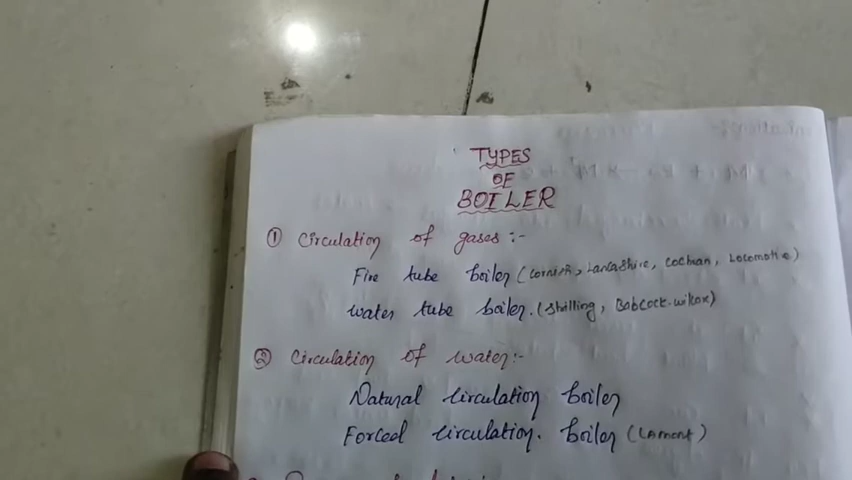 TYPES
OF
BOILER
① Circulation of gases :-
Fire tube boiler (Cornish, Lancashire, Cochran, Locomotive)
water tube boiler. (Strilling, Babcock-wilcox)
② Circulation of water :-
Natural Circulation boiler
Forced circulation. boiler (Lamont)